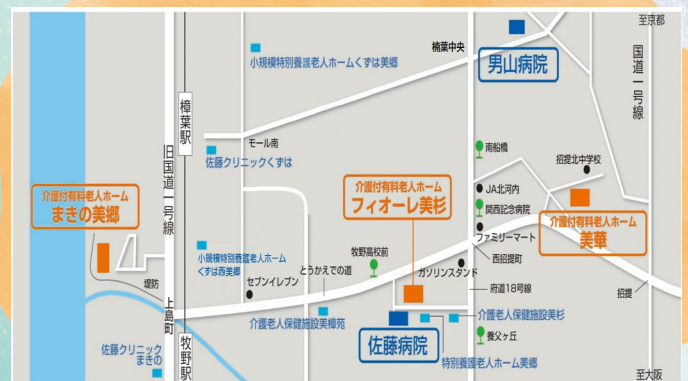 至京都
楠葉中央
男山病院
小規模特別養護老人ホームくずは美郷
国道一号線
樟葉駅
モール南
佐藤クリニックくずは
旧国道一号線
南船橋
招提北中学校
JA北河内
関西記念病院
ファミリーマート
介護付有料老人ホーム
まきの美郷
介護付有料老人ホーム
フィオーレ美杉
介護付有料老人ホーム
美華
小規模特別養護老人ホーム
くずは西美郷
牧野高校前
西招提町
とうかえでの道
ガソリンスタンド
セブンイレブン
堤防
府道18号線
招提
上島町
介護老人保健施設美樟苑
介護老人保健施設美杉
佐藤病院
養父ヶ丘
特別養護老人ホーム美郷
牧野駅
佐藤クリニック
まきの
至大阪